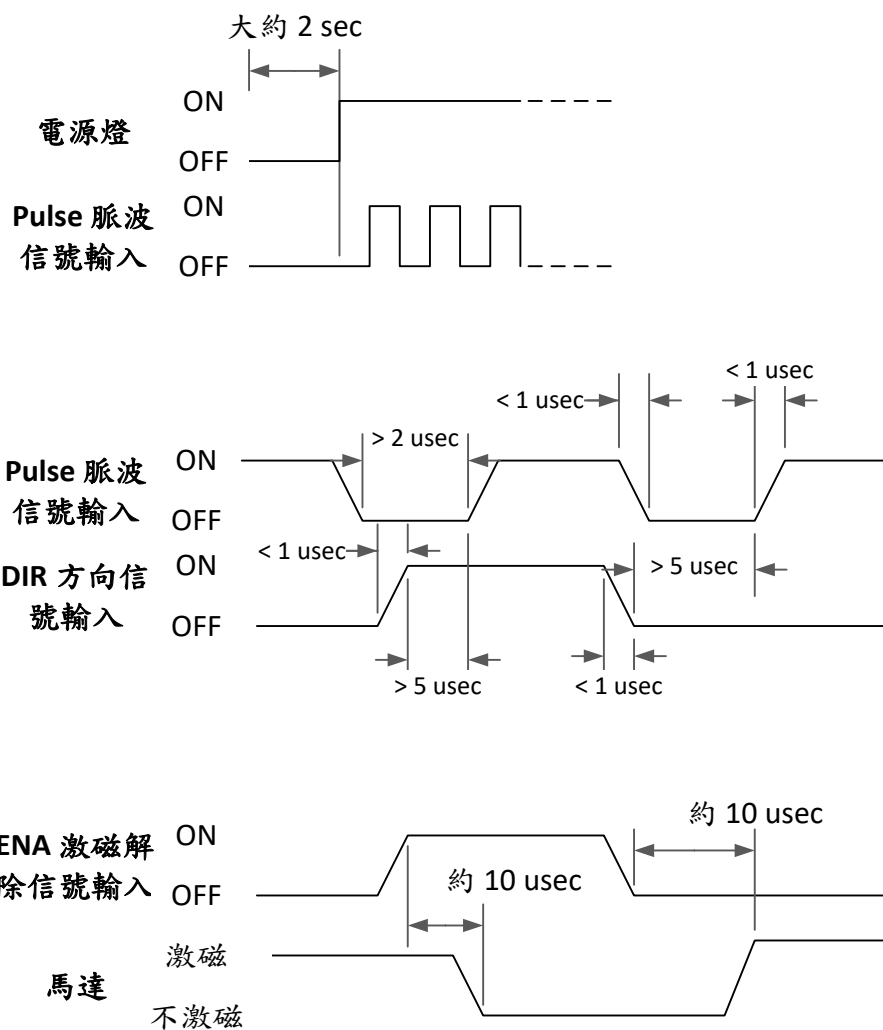 大約 2 sec
ON
電源燈
OFF
Pulse 脈波
信號輸入
ON
OFF
< 1 usec
< 1 usec
> 2 usec
Pulse 脈波
信號輸入
ON
OFF
< 1 usec
DIR 方向信
號輸入
ON
OFF
> 5 usec
> 5 usec
< 1 usec
約 10 usec
ENA 激磁解
除信號輸入
ON
OFF
約 10 usec
馬達
激磁
不激磁